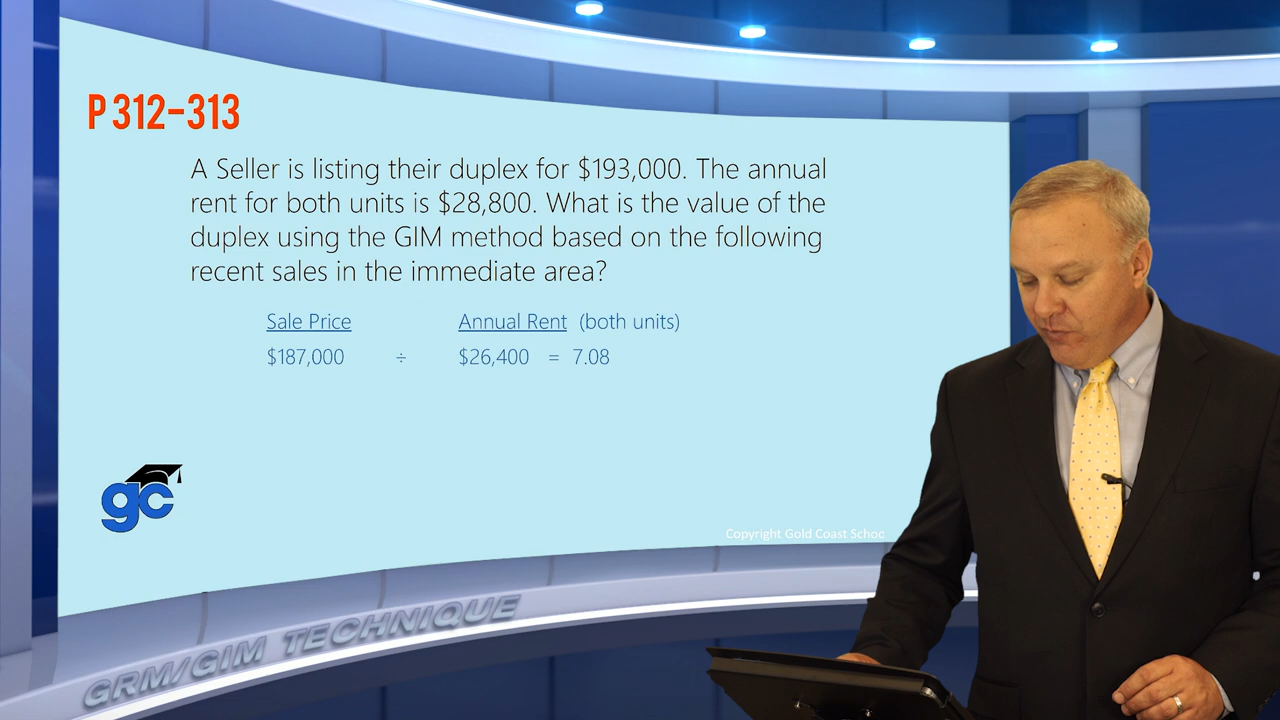 P 312-313
A Seller is listing their duplex for $193,000. The annual
rent for both units is $28,800. What is the value of the
duplex using the GIM method based on the following
recent sales in the immediate area?
Sale Price Annual Rent (both units)
$187,000 ÷ $26,400 = 7.08
gc
Copyright Gold Coast Schoo
GRM/GIM TECHNIQUE